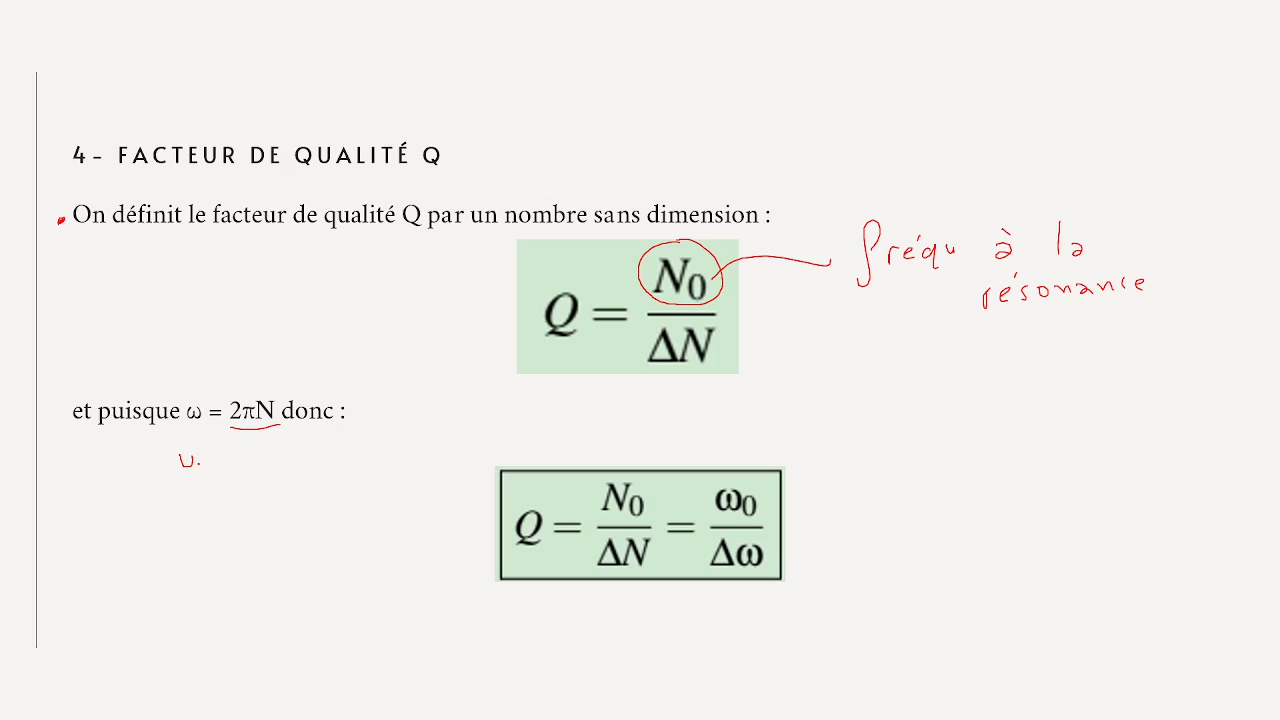 4 - FACTEUR DE QUALITÉ Q
On définit le facteur de qualité Q par un nombre sans dimension :
Q = N₀ / ΔN
fréqu à la
résonance
et puisque ω = 2πN donc :
Q = N₀ / ΔN = ω₀ / Δω